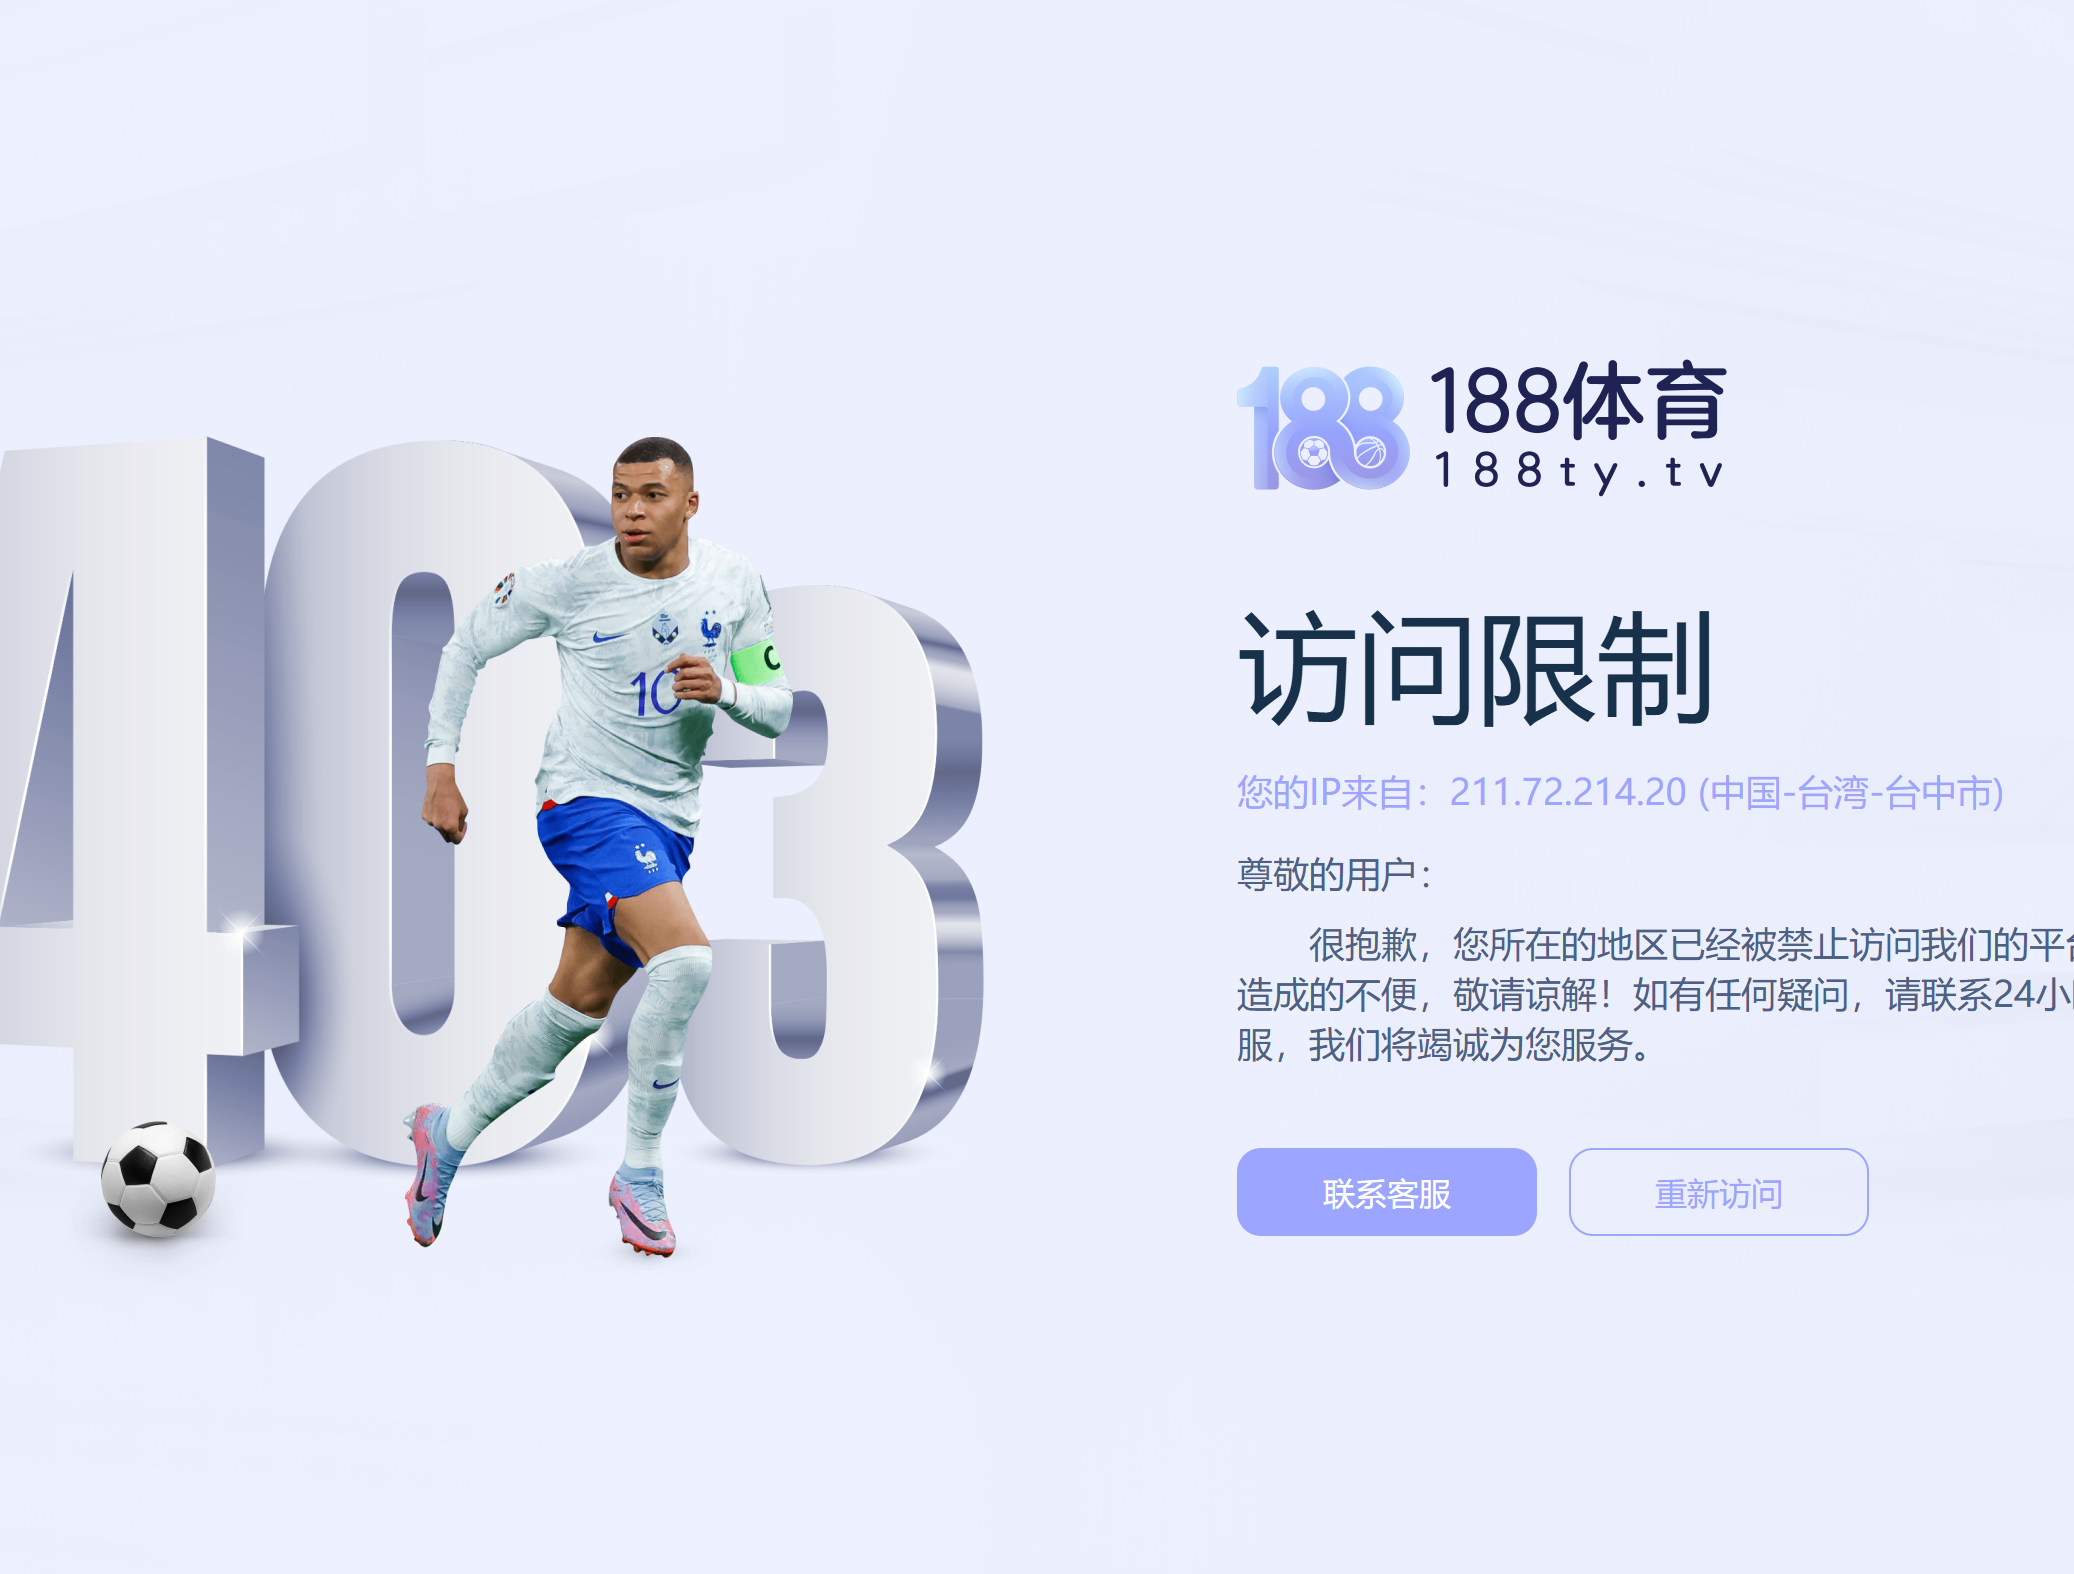 403
10
C
188
188体育
188ty.tv
访问限制
您的IP来自：211.72.214.20 (中国-台湾-台中市)
尊敬的用户：
很抱歉，您所在的地区已经被禁止访问我们的平
造成的不便，敬请谅解！如有任何疑问，请联系24小
服，我们将竭诚为您服务。
联系客服
重新访问